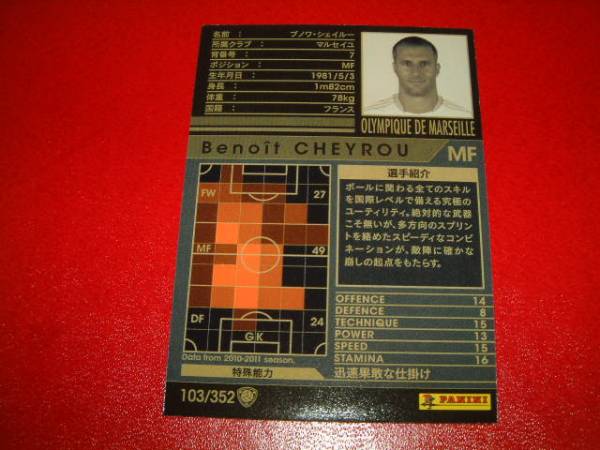 名前 : ブノワ・シェイルー
所属クラブ : マルセイユ
背番号 : 7
ポジション : MF
生年月日 : 1981/5/3
身長 : 1m82cm
体重 : 78kg
国籍 : フランス
OLYMPIQUE DE MARSEILLE
Benoît CHEYROU MF
FW 27
MF 49
DF 24
GK
Data from 2010-2011 season.
選手紹介
ボールに関わる全てのスキル
を国際レベルで備える究極の
ユーティリティ。絶対的な武器
こそ無いが、多方向のスプリン
トを絡めたスピーディなコンビ
ネーションが、敵陣に確かな
崩しの起点をもたらす。
OFFENCE 14
DEFENCE 8
TECHNIQUE 15
POWER 13
SPEED 15
STAMINA 16
特殊能力 迅速果敢な仕掛け
103/352
PANINI